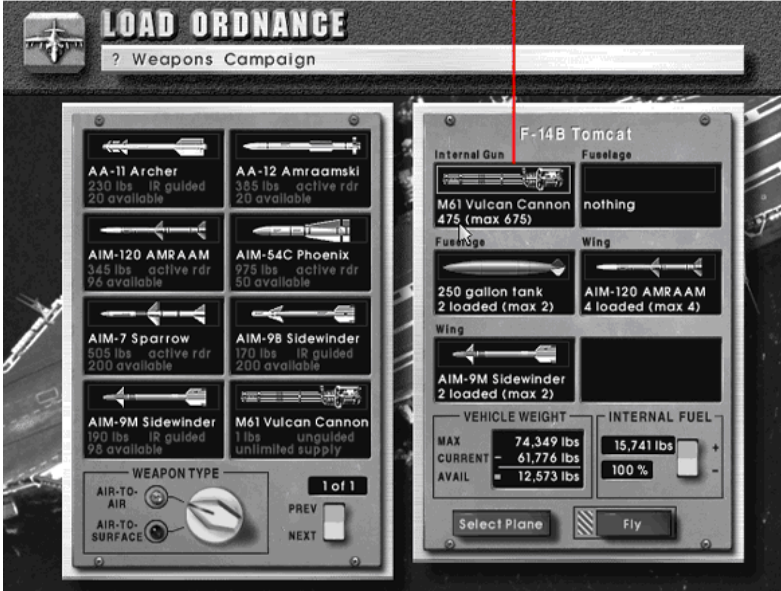 LOAD ORDNANCE
? Weapons Campaign
AA-11 Archer
230 lbs IR guided
20 available
AA-12 Amraamski
385 lbs active rdr
20 available
AIM-120 AMRAAM
345 lbs active rdr
96 available
AIM-54C Phoenix
975 lbs active rdr
50 available
AIM-7 Sparrow
505 lbs active rdr
200 available
AIM-9B Sidewinder
170 lbs IR guided
200 available
AIM-9M Sidewinder
190 lbs IR guided
98 available
M61 Vulcan Cannon
1 lbs unguided
unlimited supply
WEAPON TYPE
AIR-TO-
AIR
AIR-TO-
SURFACE
1 of 1
PREV
NEXT
F-14B Tomcat
Internal Gun
M61 Vulcan Cannon
475 (max 675)
Fuselage
nothing
Fuselage
250 gallon tank
2 loaded (max 2)
Wing
AIM-120 AMRAAM
4 loaded (max 4)
Wing
AIM-9M Sidewinder
2 loaded (max 2)
VEHICLE WEIGHT
MAX 74,349 lbs
CURRENT - 61,776 lbs
AVAIL = 12,573 lbs
INTERNAL FUEL
15,741 lbs +
100 % -
Select Plane
Fly